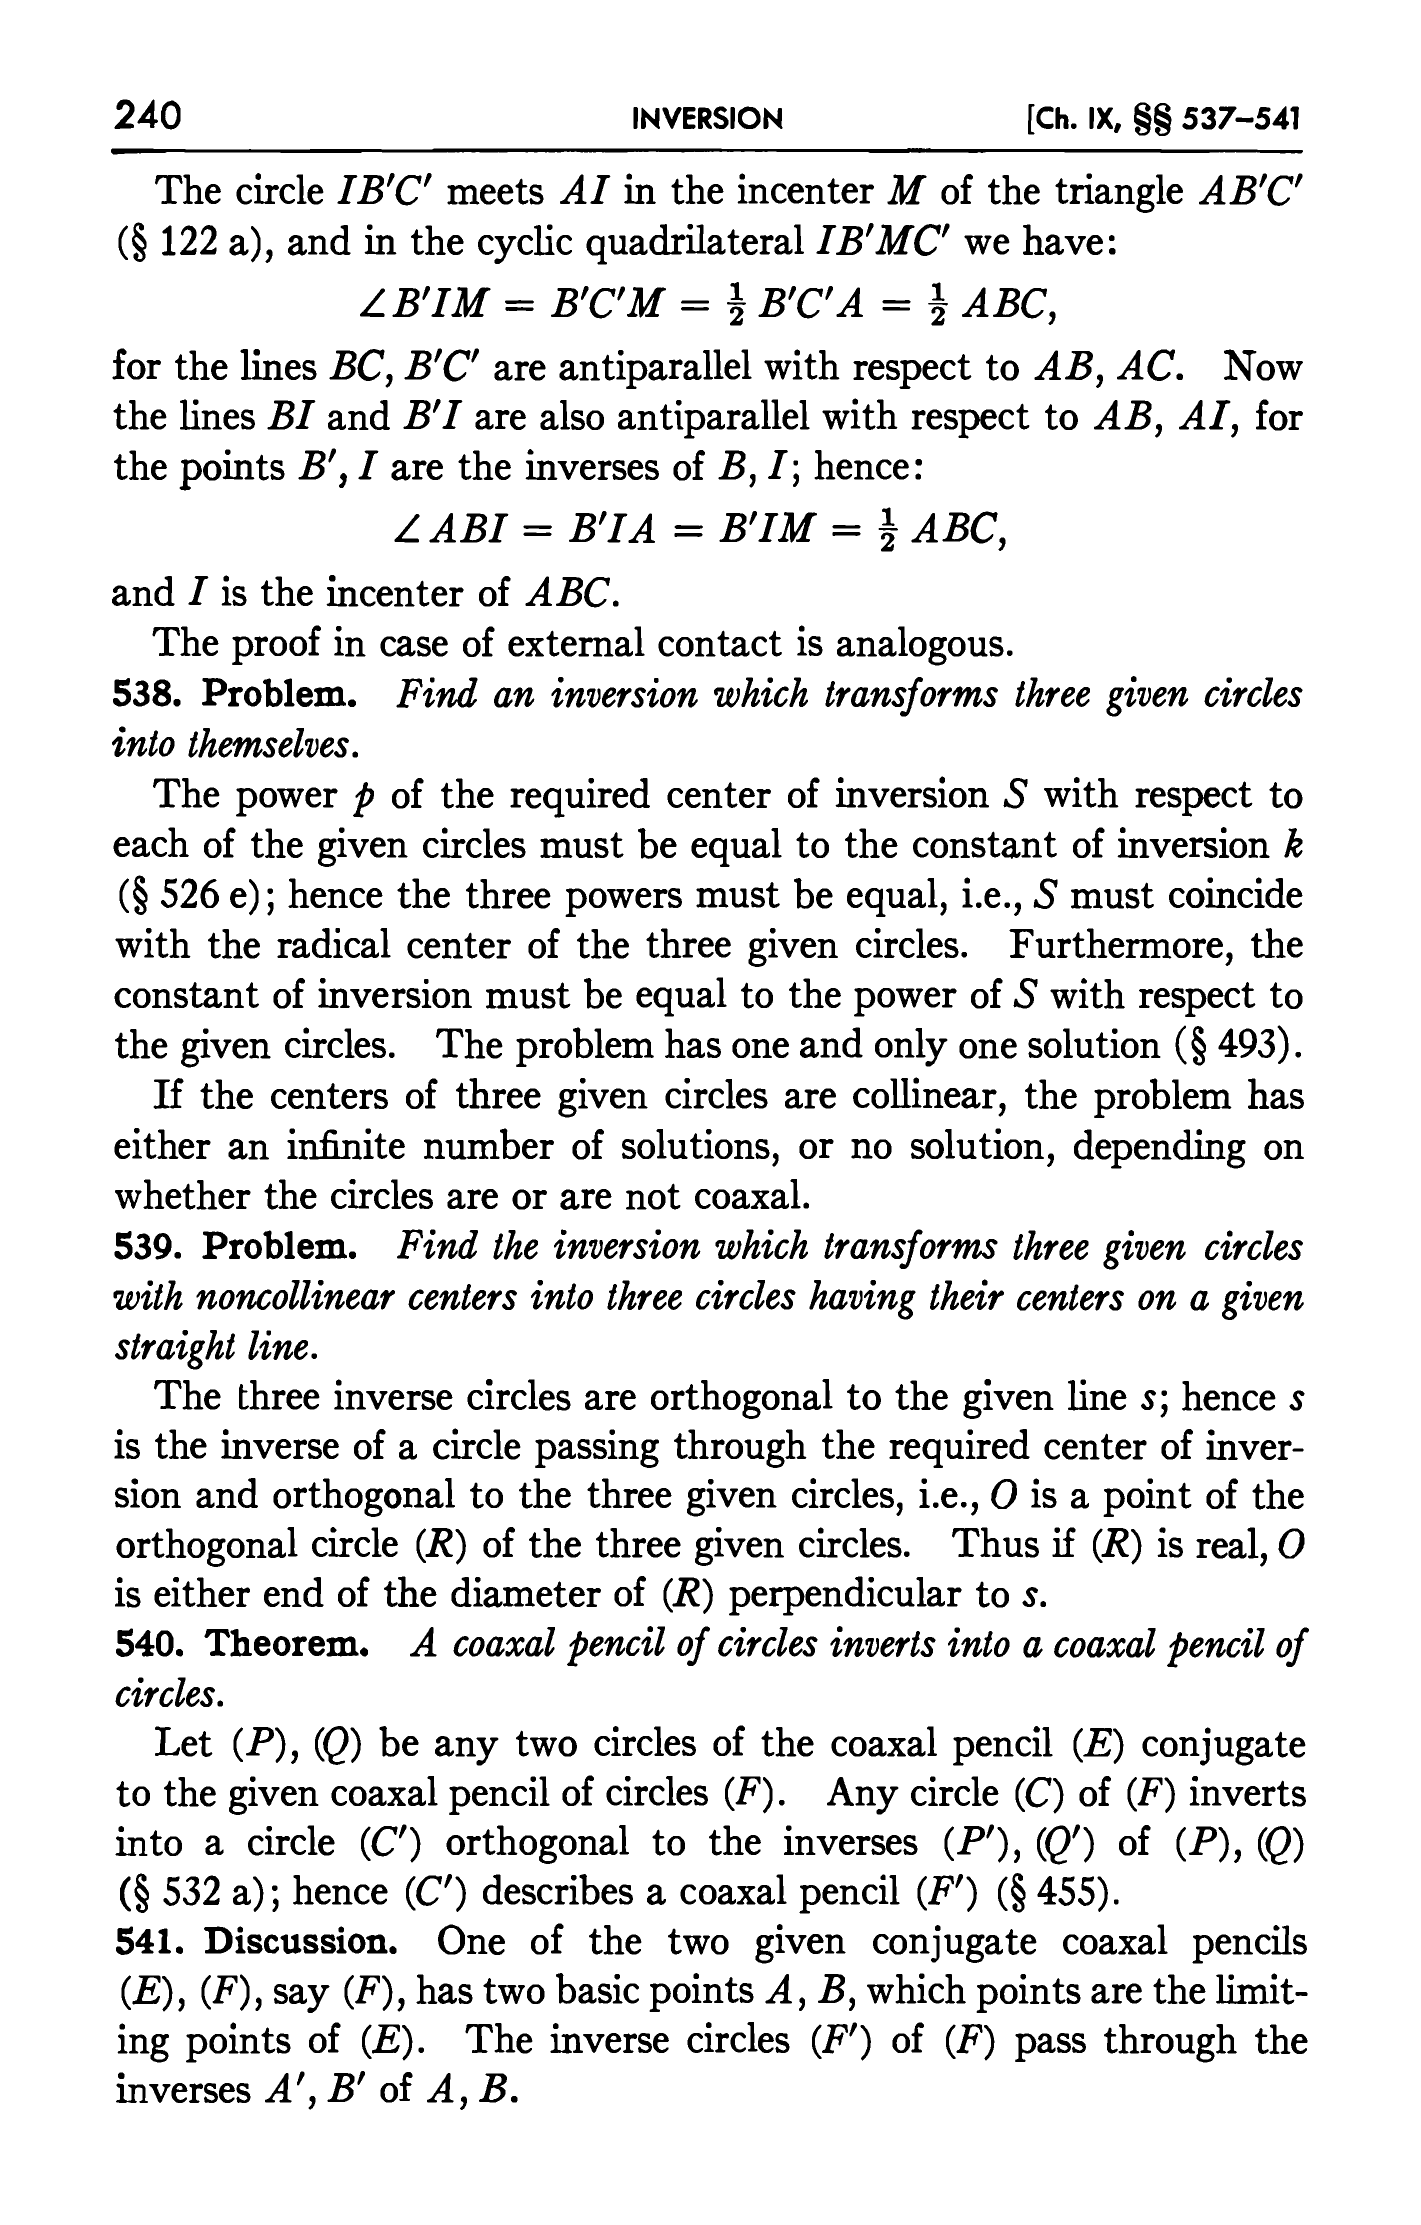 240 INVERSION [Ch. IX, §§ 537–541
The circle IB'C' meets AI in the incenter M of the triangle AB'C'
(§ 122 a), and in the cyclic quadrilateral IB'MC' we have:
∠B'IM = B'C'M = ½ B'C'A = ½ ABC,
for the lines BC, B'C' are antiparallel with respect to AB, AC. Now
the lines BI and B'I are also antiparallel with respect to AB, AI, for
the points B', I are the inverses of B, I; hence:
∠ABI = B'IA = B'IM = ½ ABC,
and I is the incenter of ABC.
The proof in case of external contact is analogous.
538. Problem. Find an inversion which transforms three given circles
into themselves.
The power p of the required center of inversion S with respect to
each of the given circles must be equal to the constant of inversion k
(§ 526 e); hence the three powers must be equal, i.e., S must coincide
with the radical center of the three given circles. Furthermore, the
constant of inversion must be equal to the power of S with respect to
the given circles. The problem has one and only one solution (§ 493).
If the centers of three given circles are collinear, the problem has
either an infinite number of solutions, or no solution, depending on
whether the circles are or are not coaxal.
539. Problem. Find the inversion which transforms three given circles
with noncollinear centers into three circles having their centers on a given
straight line.
The three inverse circles are orthogonal to the given line s; hence s
is the inverse of a circle passing through the required center of inver-
sion and orthogonal to the three given circles, i.e., O is a point of the
orthogonal circle (R) of the three given circles. Thus if (R) is real, O
is either end of the diameter of (R) perpendicular to s.
540. Theorem. A coaxal pencil of circles inverts into a coaxal pencil of
circles.
Let (P), (Q) be any two circles of the coaxal pencil (E) conjugate
to the given coaxal pencil of circles (F). Any circle (C) of (F) inverts
into a circle (C') orthogonal to the inverses (P'), (Q') of (P), (Q)
(§ 532 a); hence (C') describes a coaxal pencil (F') (§ 455).
541. Discussion. One of the two given conjugate coaxal pencils
(E), (F), say (F), has two basic points A, B, which points are the limit-
ing points of (E). The inverse circles (F') of (F) pass through the
inverses A', B' of A, B.